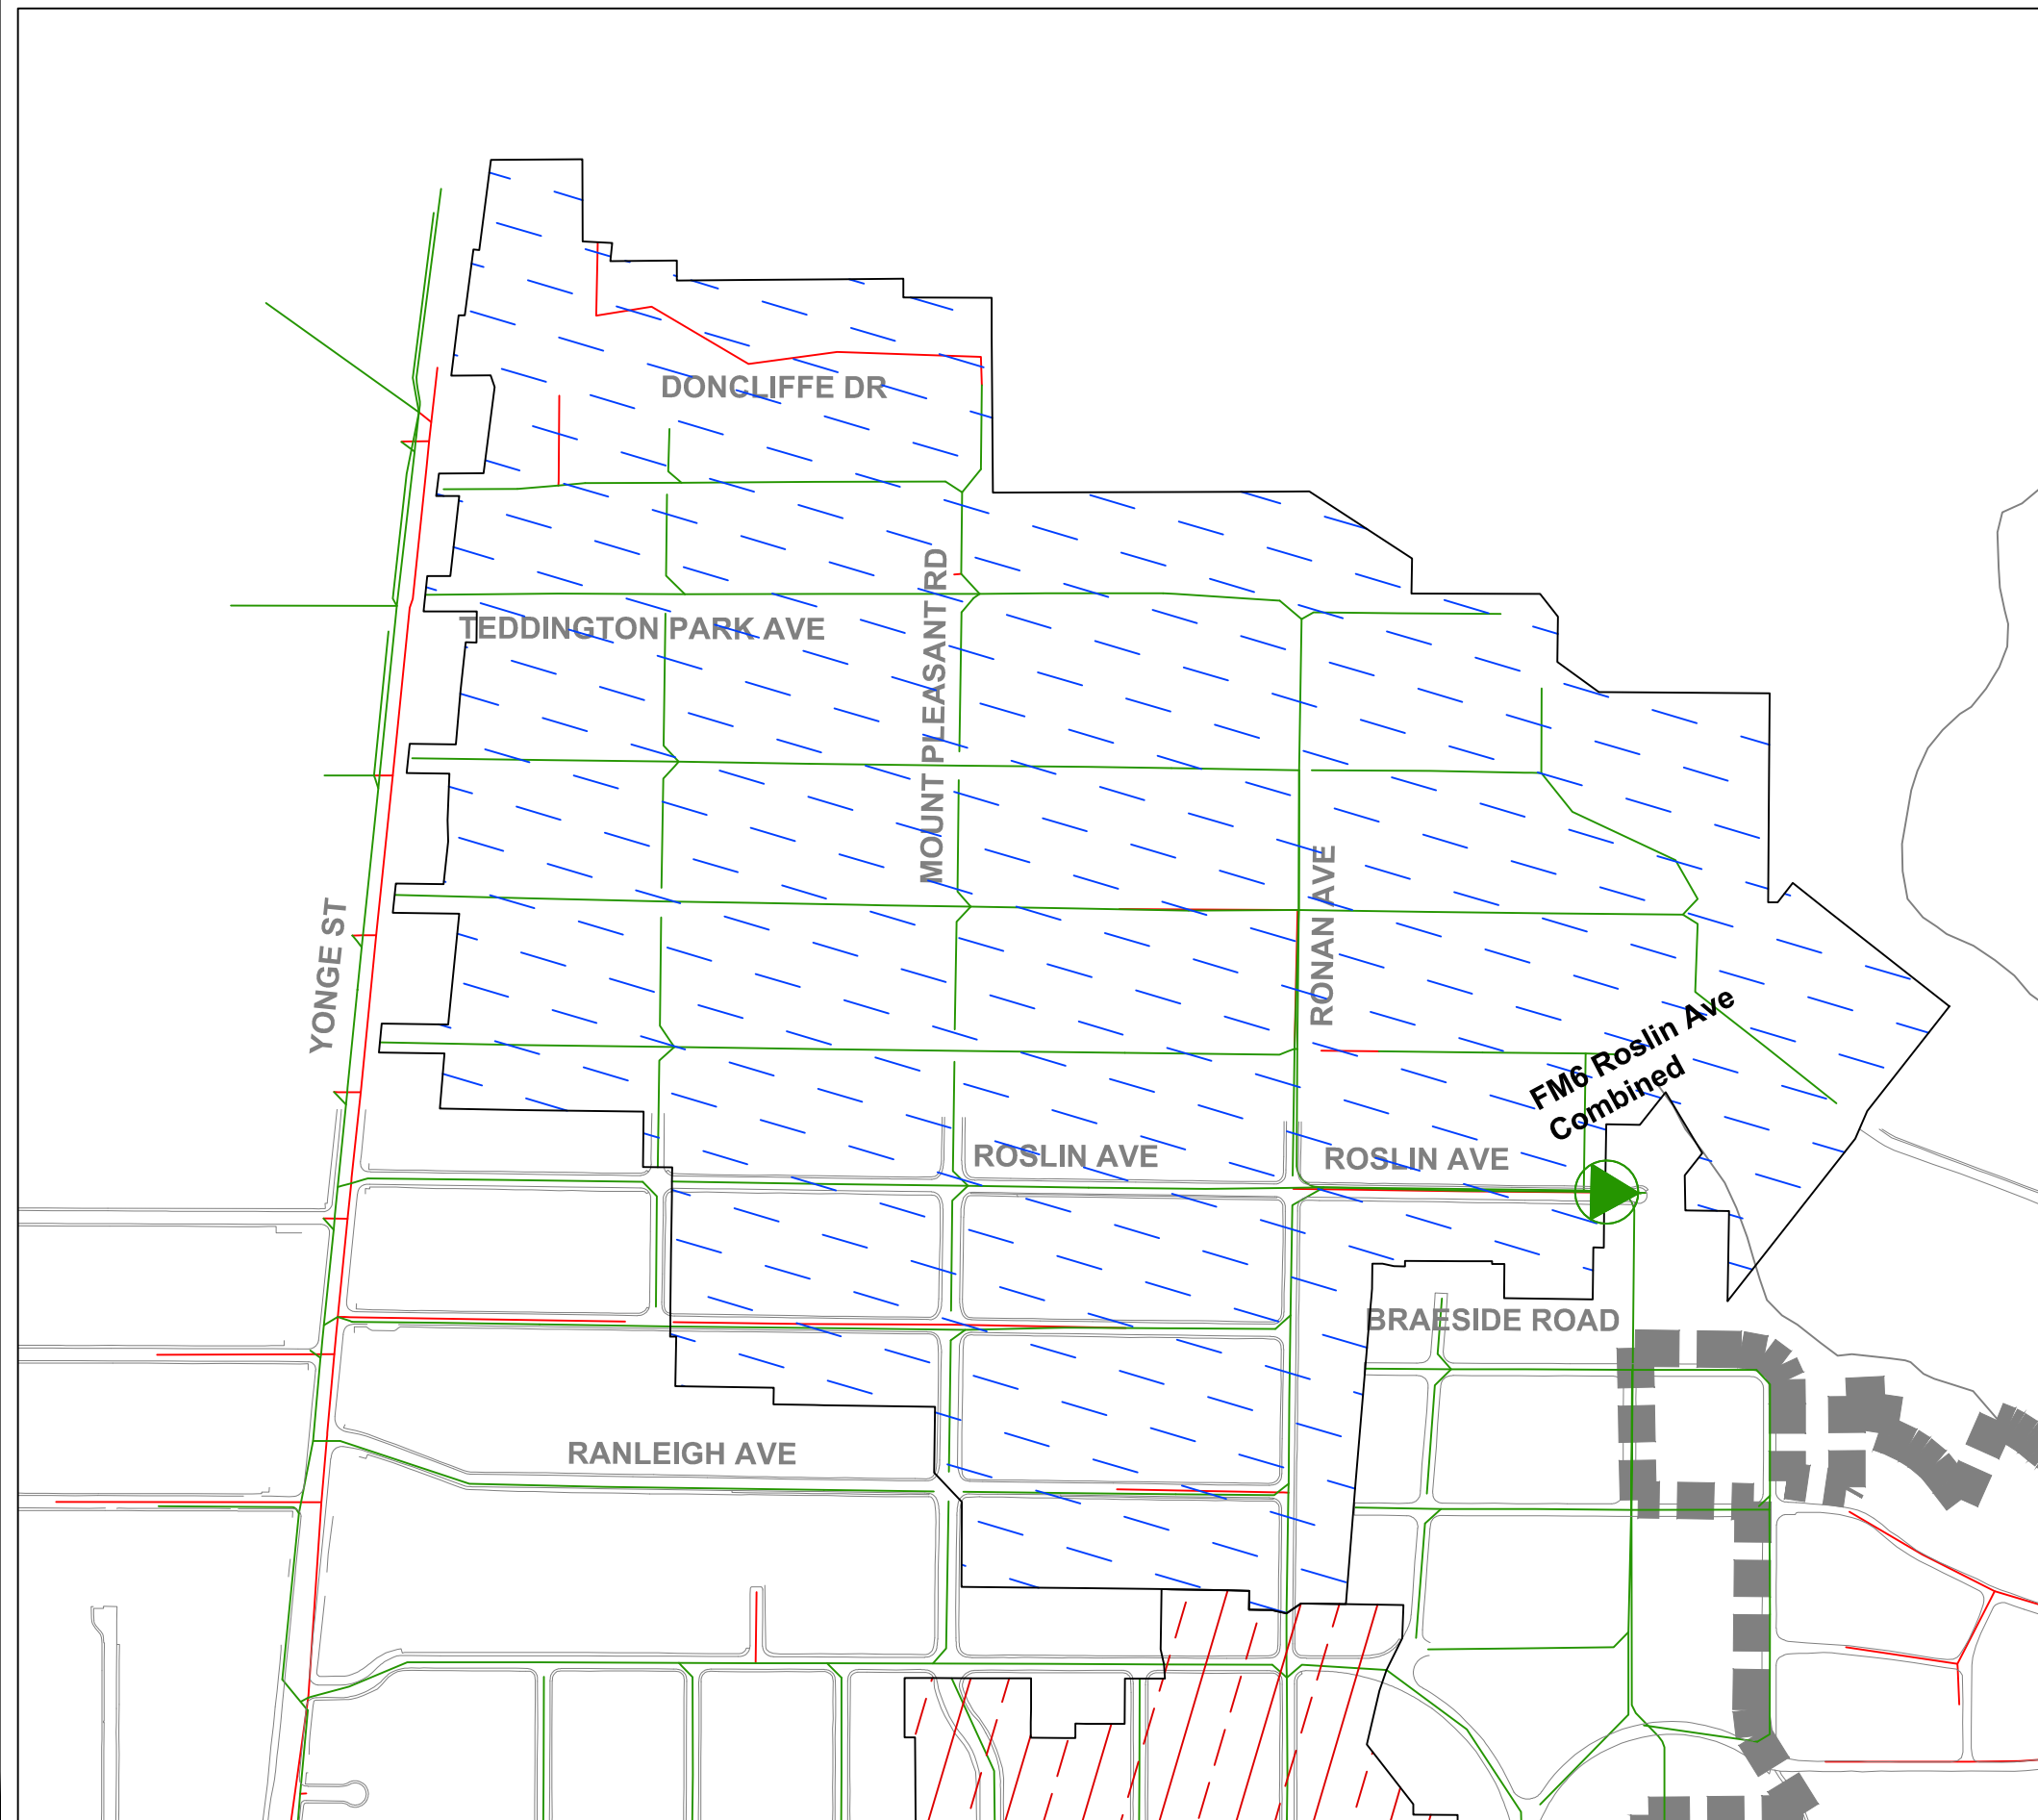 DONCLIFFE DR
TEDDINGTON PARK AVE
MOUNT PLEASANT RD
RONAN AVE
YONGE ST
FM6 Roslin Ave
Combined
ROSLIN AVE
ROSLIN AVE
BRAESIDE ROAD
RANLEIGH AVE